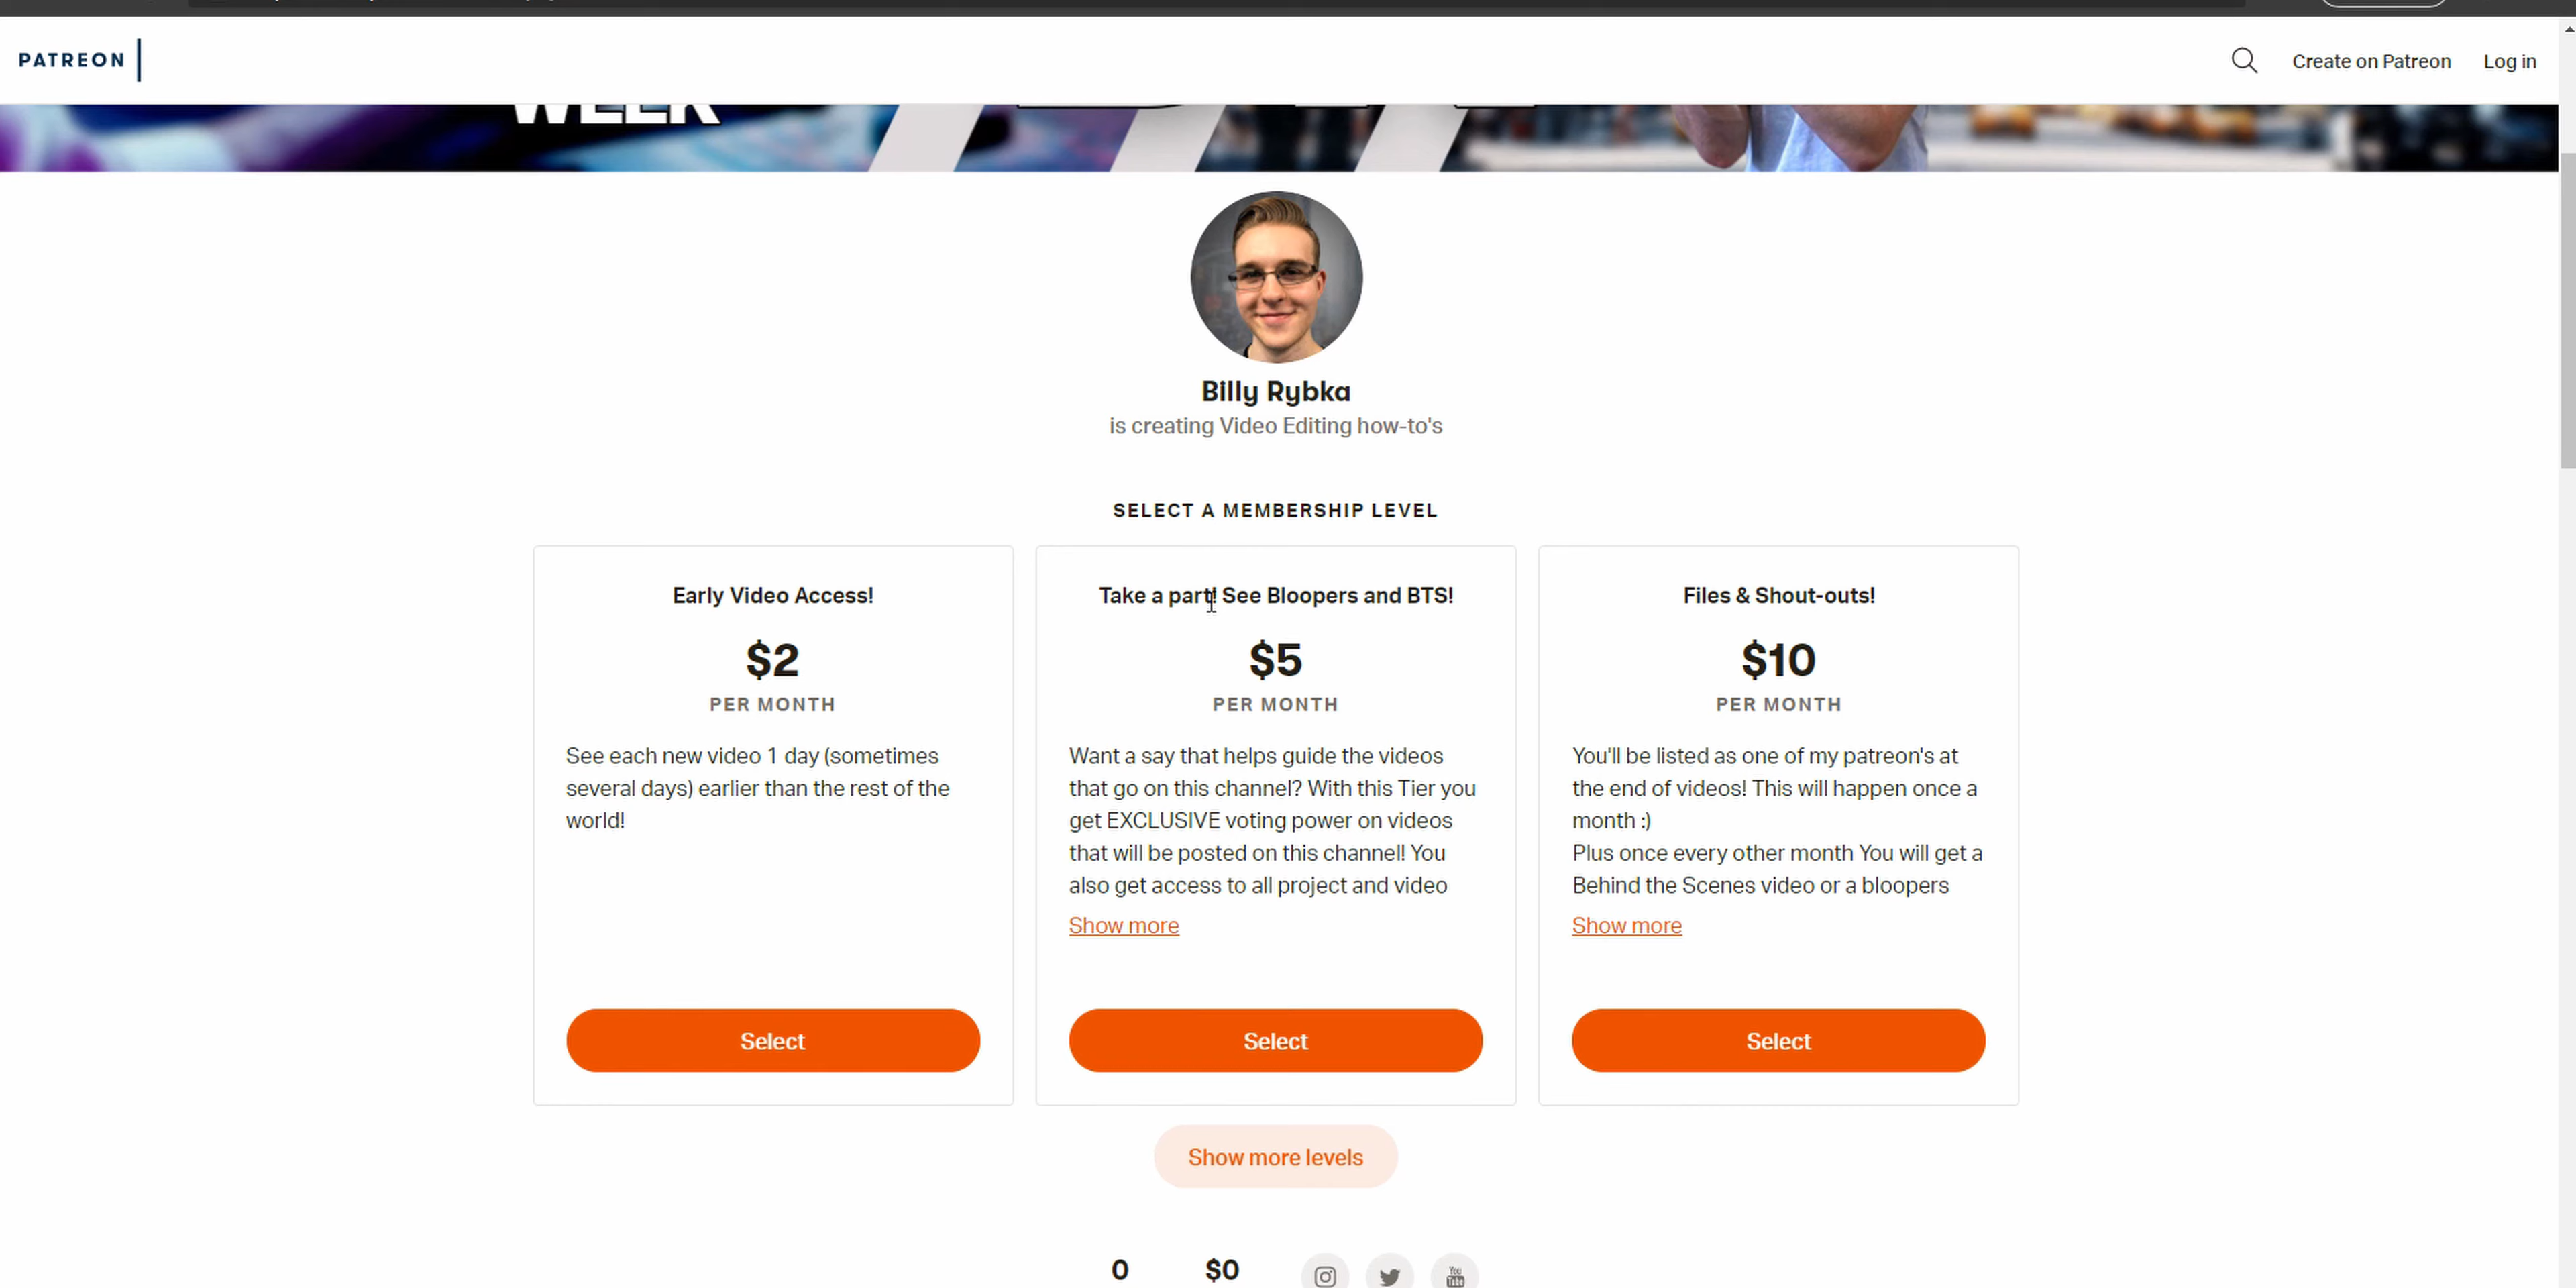 PATREON
Create on Patreon
Log in
WEEK
Billy Rybka
is creating Video Editing how-to's
SELECT A MEMBERSHIP LEVEL
Early Video Access!
$2
PER MONTH
See each new video 1 day (sometimes
several days) earlier than the rest of the
world!
Select
Take a part! See Bloopers and BTS!
$5
PER MONTH
Want a say that helps guide the videos
that go on this channel? With this Tier you
get EXCLUSIVE voting power on videos
that will be posted on this channel! You
also get access to all project and video
Show more
Select
Files & Shout-outs!
$10
PER MONTH
You'll be listed as one of my patreon's at
the end of videos! This will happen once a
month :)
Plus once every other month You will get a
Behind the Scenes video or a bloopers
Show more
Select
Show more levels
0
$0
You
Tube